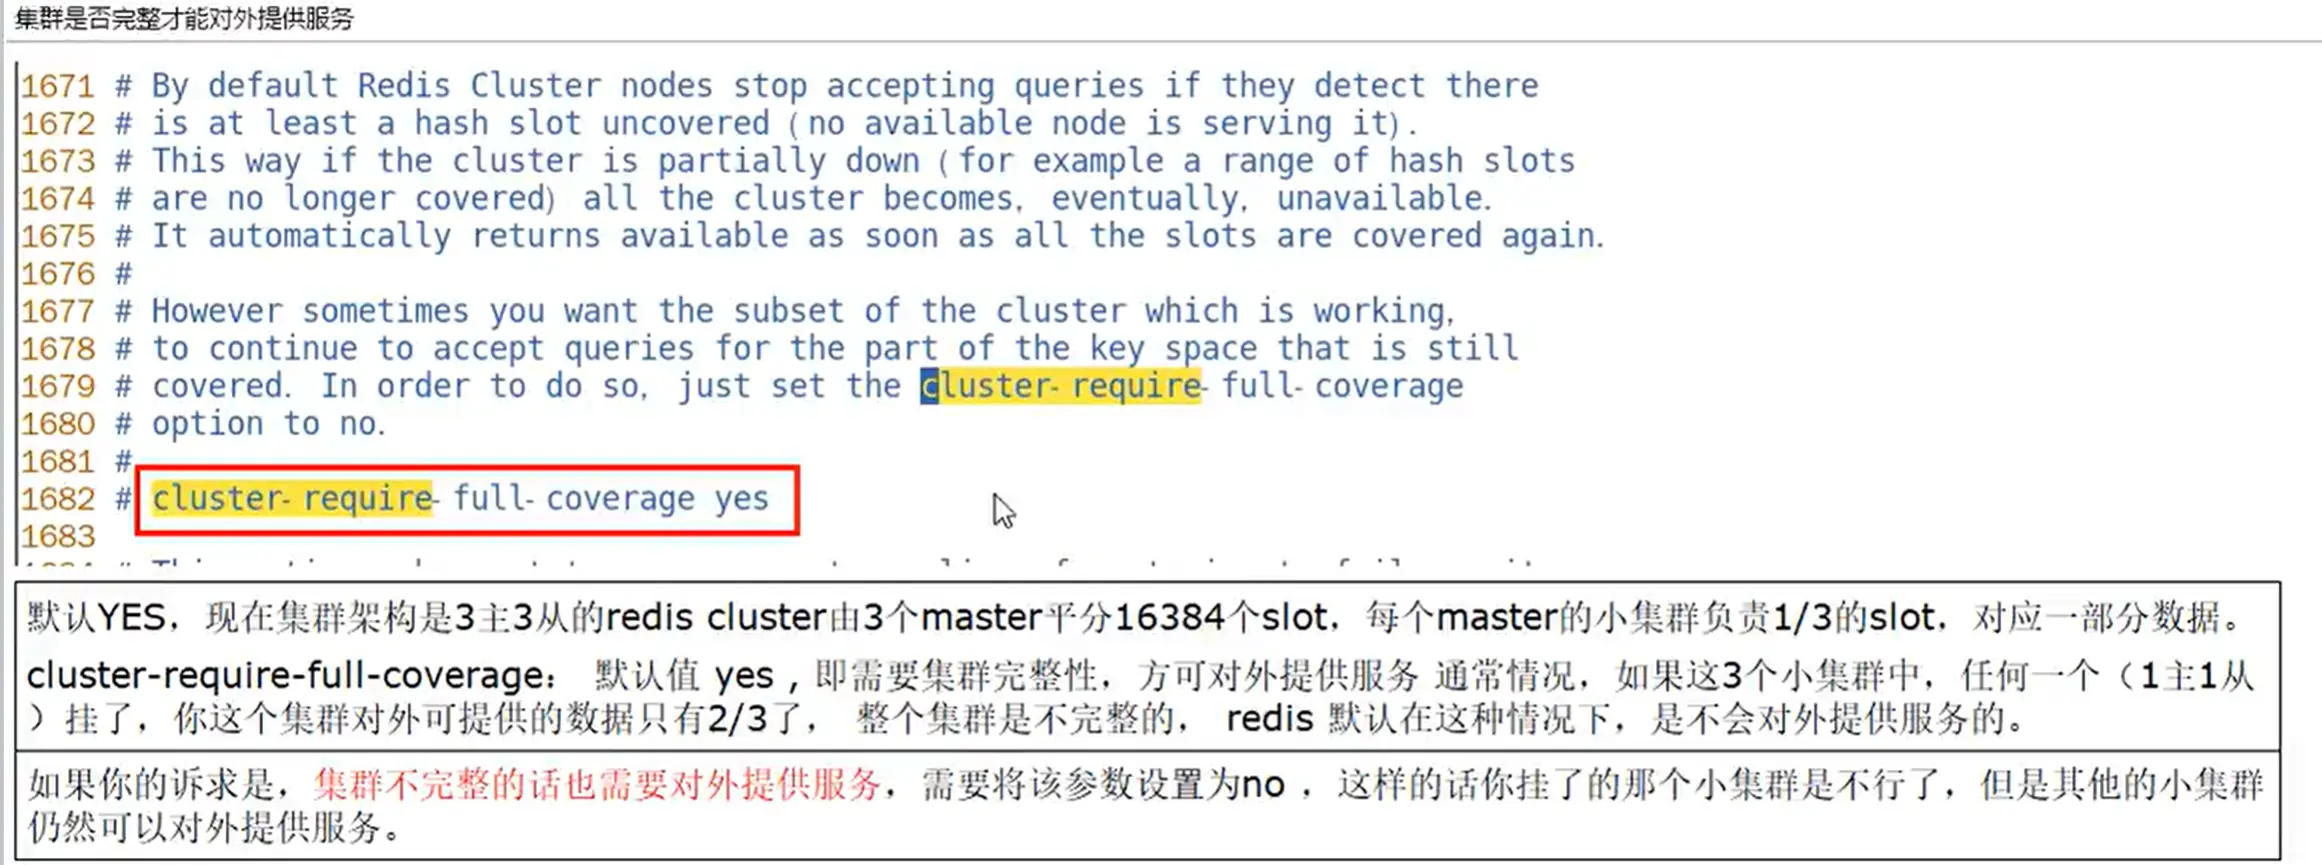 集群是否完整才能对外提供服务
1671 # By default Redis Cluster nodes stop accepting queries if they detect there
1672 # is at least a hash slot uncovered (no available node is serving it).
1673 # This way if the cluster is partially down (for example a range of hash slots
1674 # are no longer covered) all the cluster becomes, eventually, unavailable.
1675 # It automatically returns available as soon as all the slots are covered again.
1676 #
1677 # However sometimes you want the subset of the cluster which is working,
1678 # to continue to accept queries for the part of the key space that is still
1679 # covered. In order to do so, just set the cluster-require-full-coverage
1680 # option to no.
1681 #
1682 # cluster-require-full-coverage yes
1683
默认YES，现在集群架构是3主3从的redis cluster由3个master平分16384个slot，每个master的小集群负责1/3的slot，对应一部分数据。
cluster-require-full-coverage： 默认值 yes , 即需要集群完整性，方可对外提供服务 通常情况，如果这3个小集群中，任何一个（1主1从
）挂了，你这个集群对外可提供的数据只有2/3了， 整个集群是不完整的， redis 默认在这种情况下，是不会对外提供服务的。
如果你的诉求是，集群不完整的话也需要对外提供服务，需要将该参数设置为no ，这样的话你挂了的那个小集群是不行了，但是其他的小集群
仍然可以对外提供服务。